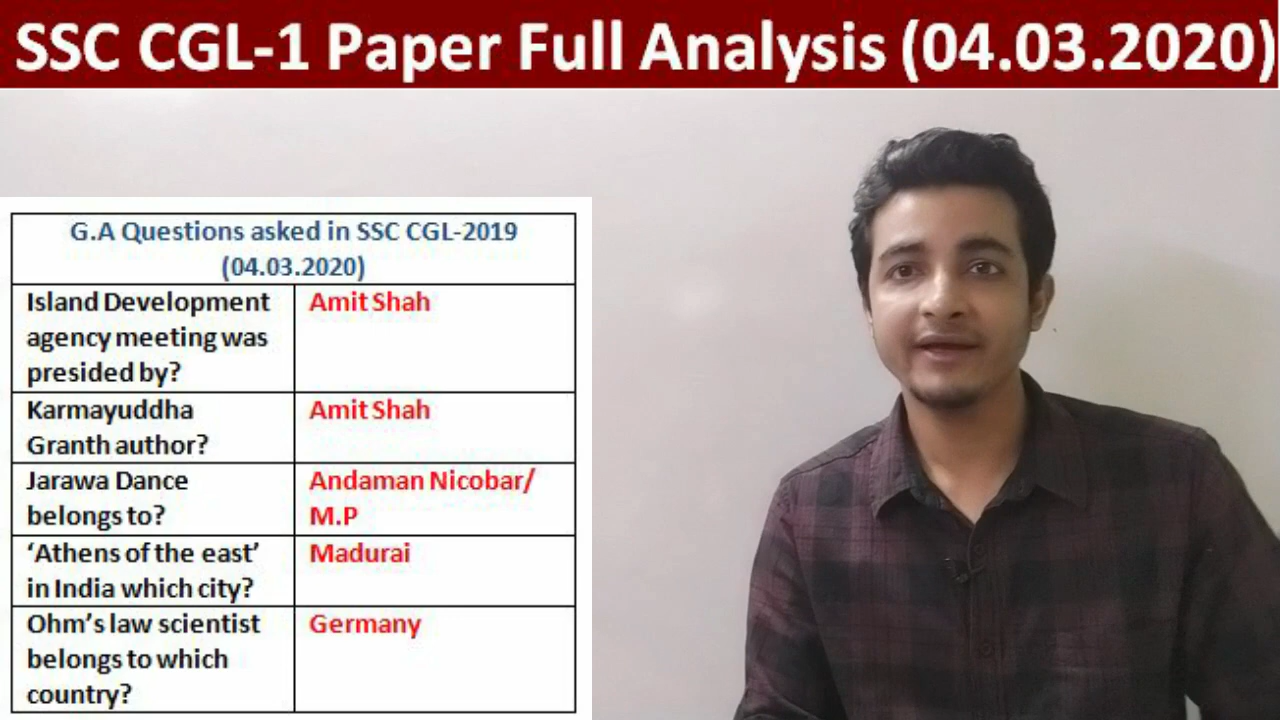 SSC CGL-1 Paper Full Analysis (04.03.2020)
G.A Questions asked in SSC CGL-2019
(04.03.2020)
Island Development
agency meeting was
presided by?
Amit Shah
Karmayuddha
Granth author?
Amit Shah
Jarawa Dance
belongs to?
Andaman Nicobar/
M.P
‘Athens of the east’
in India which city?
Madurai
Ohm’s law scientist
belongs to which
country?
Germany